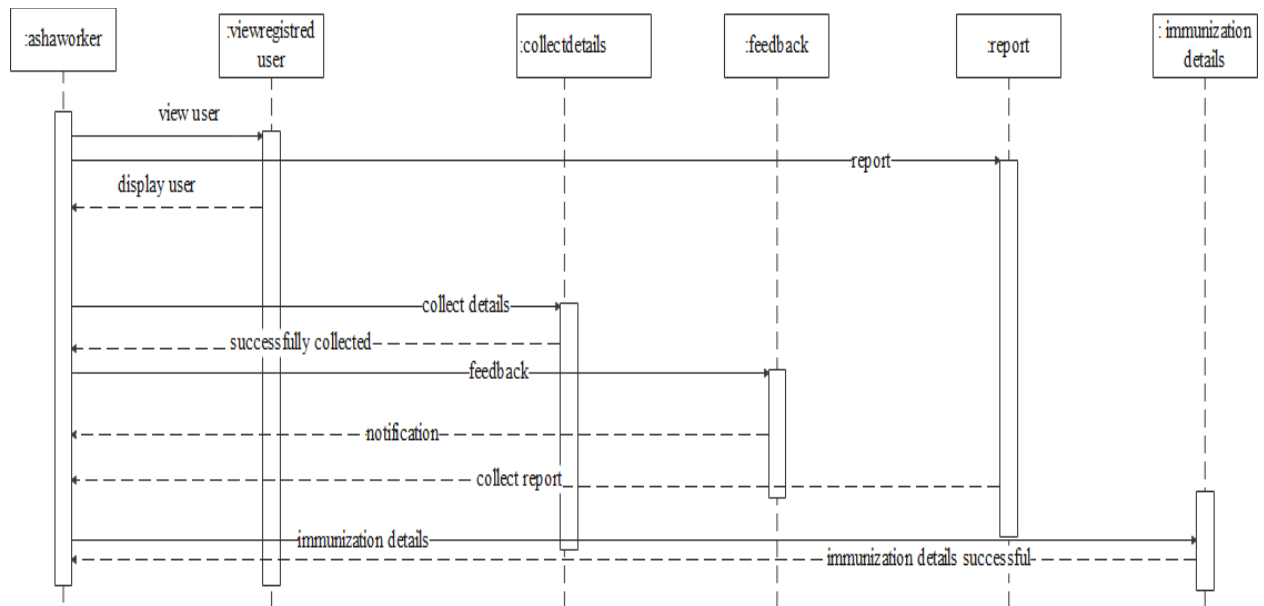 :ashaworker
:viewregistred
user
:collectdetails
:feedback
:report
: immunization
details
view user
report
display user
collect details
successfully collected
feedback
notification
collect report
immunization details
immunization details successful